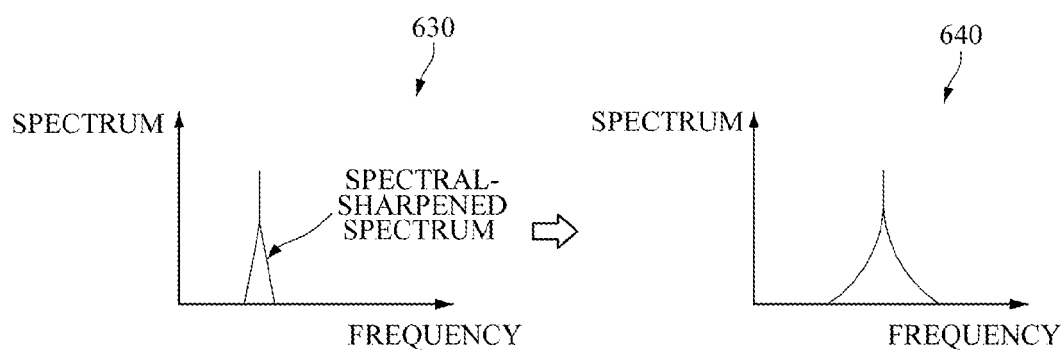 630
640
SPECTRUM
SPECTRUM
SPECTRAL-
SHARPENED
SPECTRUM
FREQUENCY
FREQUENCY